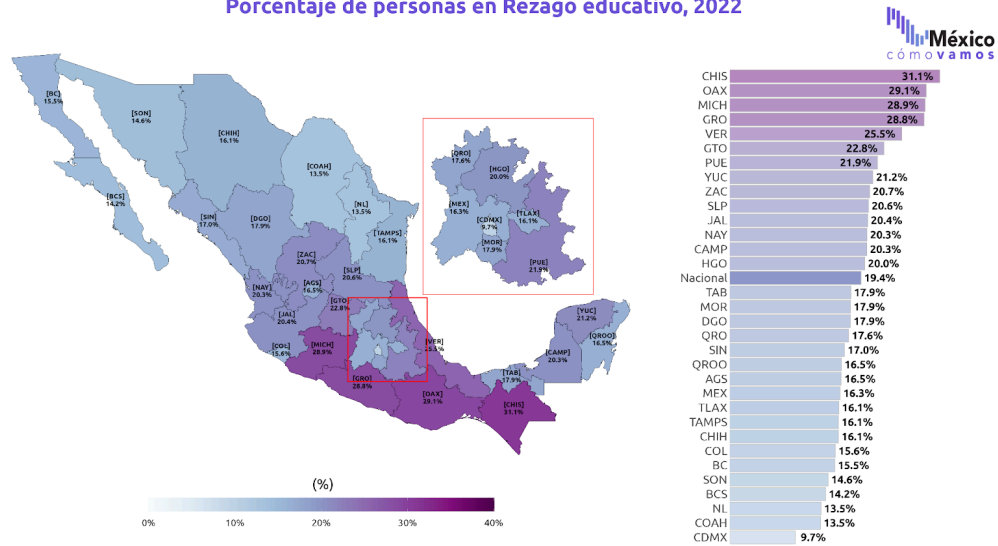 Porcentaje de personas en Rezago educativo, 2022
México
cómovamos
[BC]
15.5%
[SON]
14.6%
[CHIH]
16.1%
[COAH]
13.5%
[BCS]
14.2%
[NL]
13.5%
[SIN]
17.0%
[DGO]
17.9%
[TAMPS]
16.1%
[ZAC]
20.7%
[SLP]
20.6%
[NAY]
20.3%
[AGS]
16.5%
[GTO]
22.8%
[JAL]
20.4%
[COL]
15.6%
[MICH]
28.9%
[VER]
25.5%
[GRO]
28.8%
[OAX]
29.1%
[CHIS]
31.1%
[TAB]
17.9%
[CAMP]
20.3%
[YUC]
21.2%
[QROO]
16.5%
[QRO]
17.6%
[HGO]
20.0%
[MEX]
16.3%
[CDMX]
9.7%
[TLAX]
16.1%
[MOR]
17.9%
[PUE]
21.9%
(%)
0% 10% 20% 30% 40%
CHIS 31.1%
OAX 29.1%
MICH 28.9%
GRO 28.8%
VER 25.5%
GTO 22.8%
PUE 21.9%
YUC 21.2%
ZAC 20.7%
SLP 20.6%
JAL 20.4%
NAY 20.3%
CAMP 20.3%
HGO 20.0%
Nacional 19.4%
TAB 17.9%
MOR 17.9%
DGO 17.9%
QRO 17.6%
SIN 17.0%
QROO 16.5%
AGS 16.5%
MEX 16.3%
TLAX 16.1%
TAMPS 16.1%
CHIH 16.1%
COL 15.6%
BC 15.5%
SON 14.6%
BCS 14.2%
NL 13.5%
COAH 13.5%
CDMX 9.7%